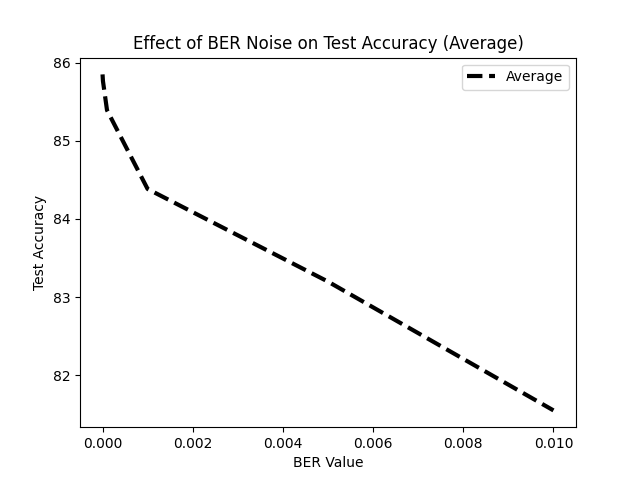 Effect of BER Noise on Test Accuracy (Average)
Average
86
85
84
83
82
Test Accuracy
0.000 0.002 0.004 0.006 0.008 0.010
BER Value